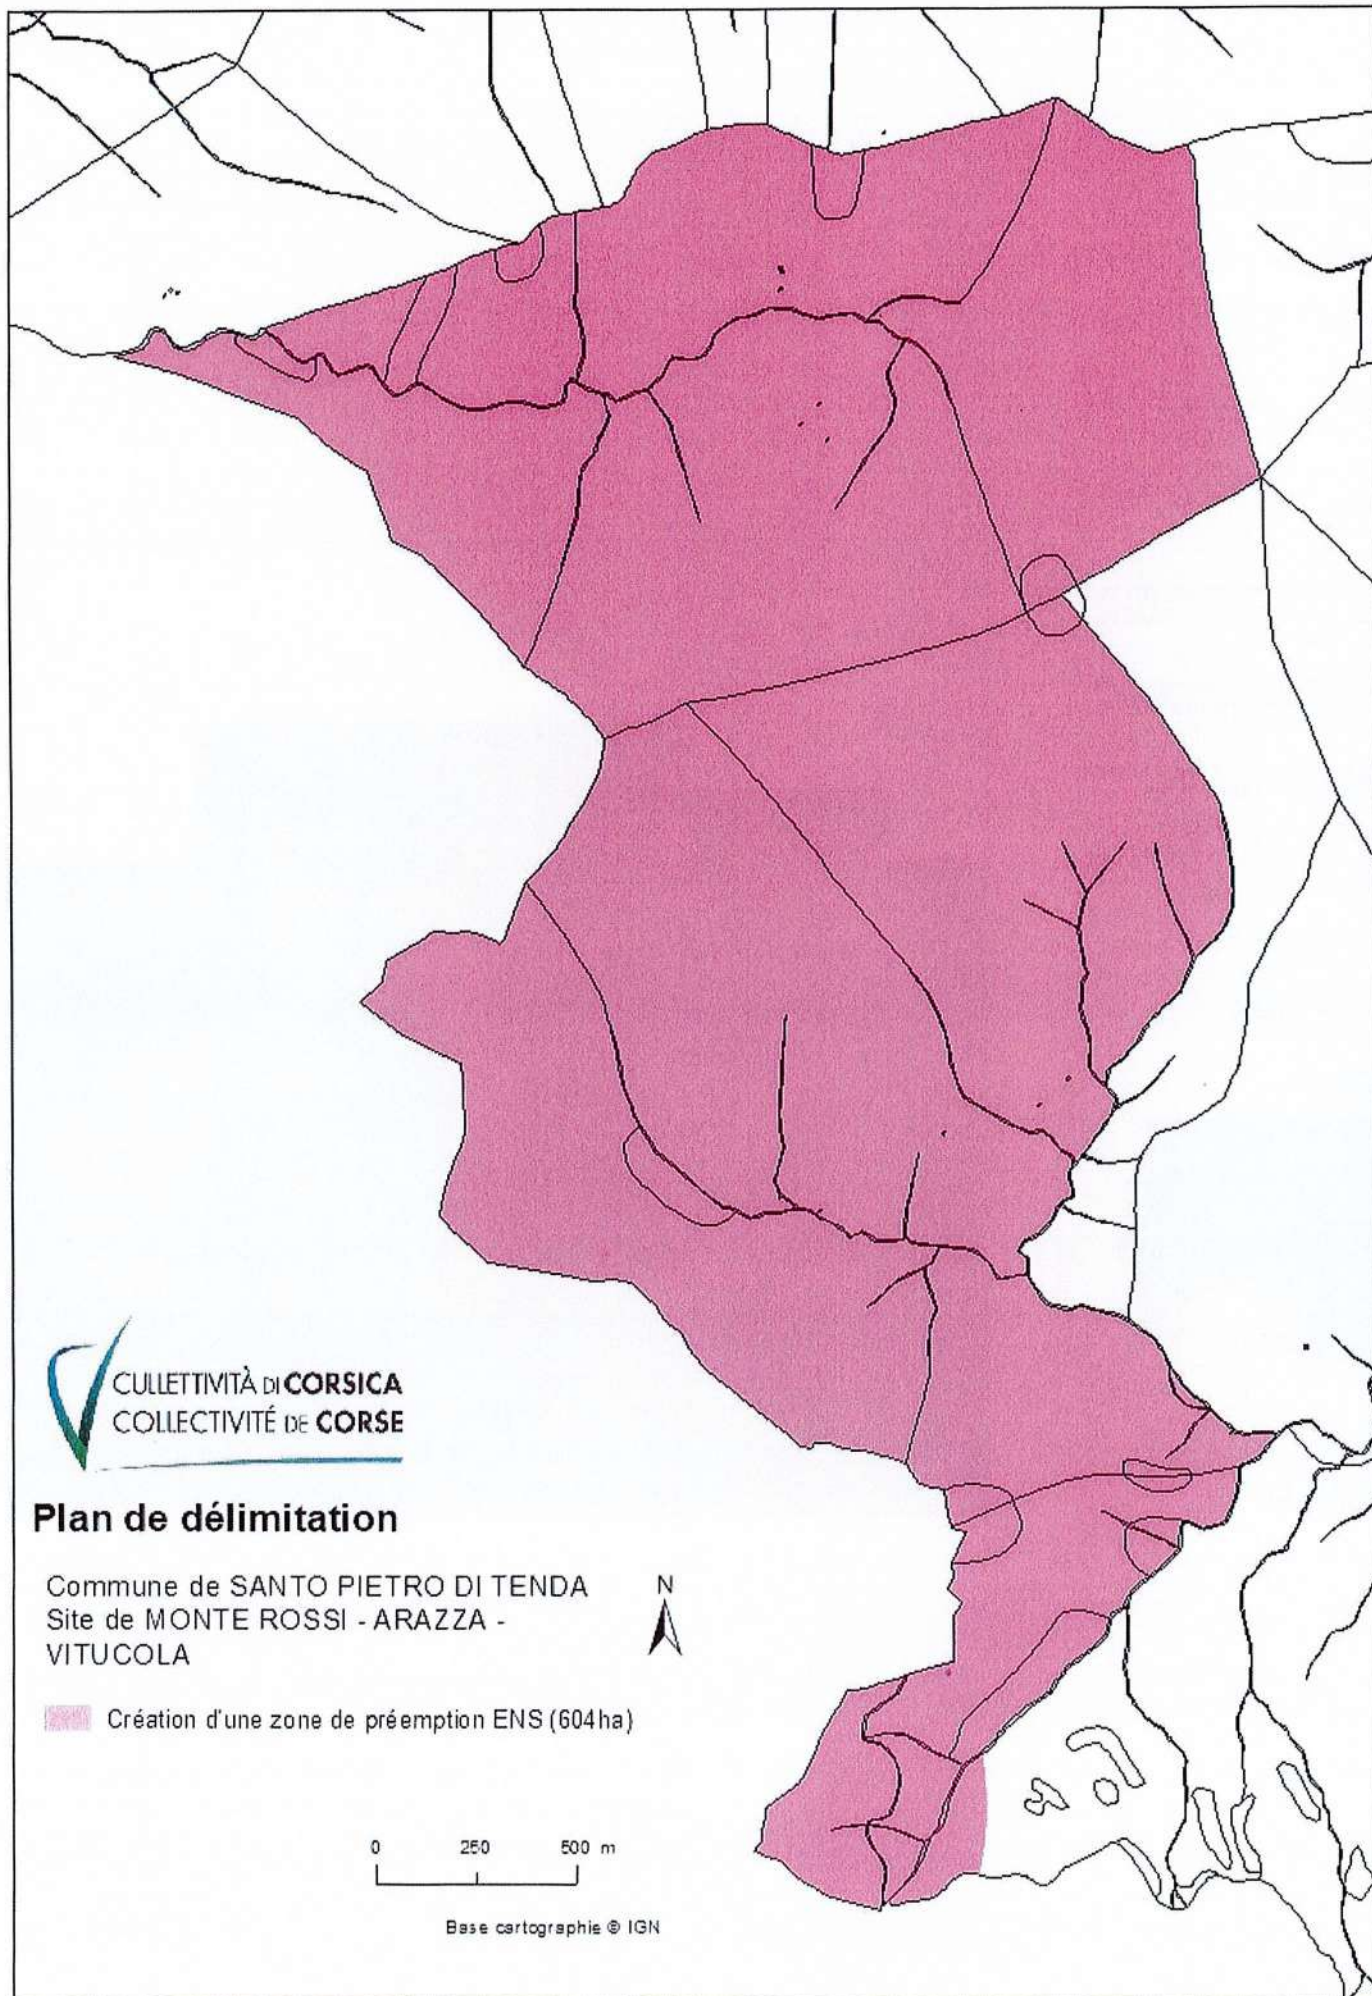 CULLETTIVITÀ DI CORSICA
COLLECTIVITÉ DE CORSE
Plan de délimitation
Commune de SANTO PIETRO DI TENDA
Site de MONTE ROSSI - ARAZZA -
VITUCOLA
N
Création d'une zone de préemption ENS (604ha)
0 250 500 m
Base cartographie © IGN